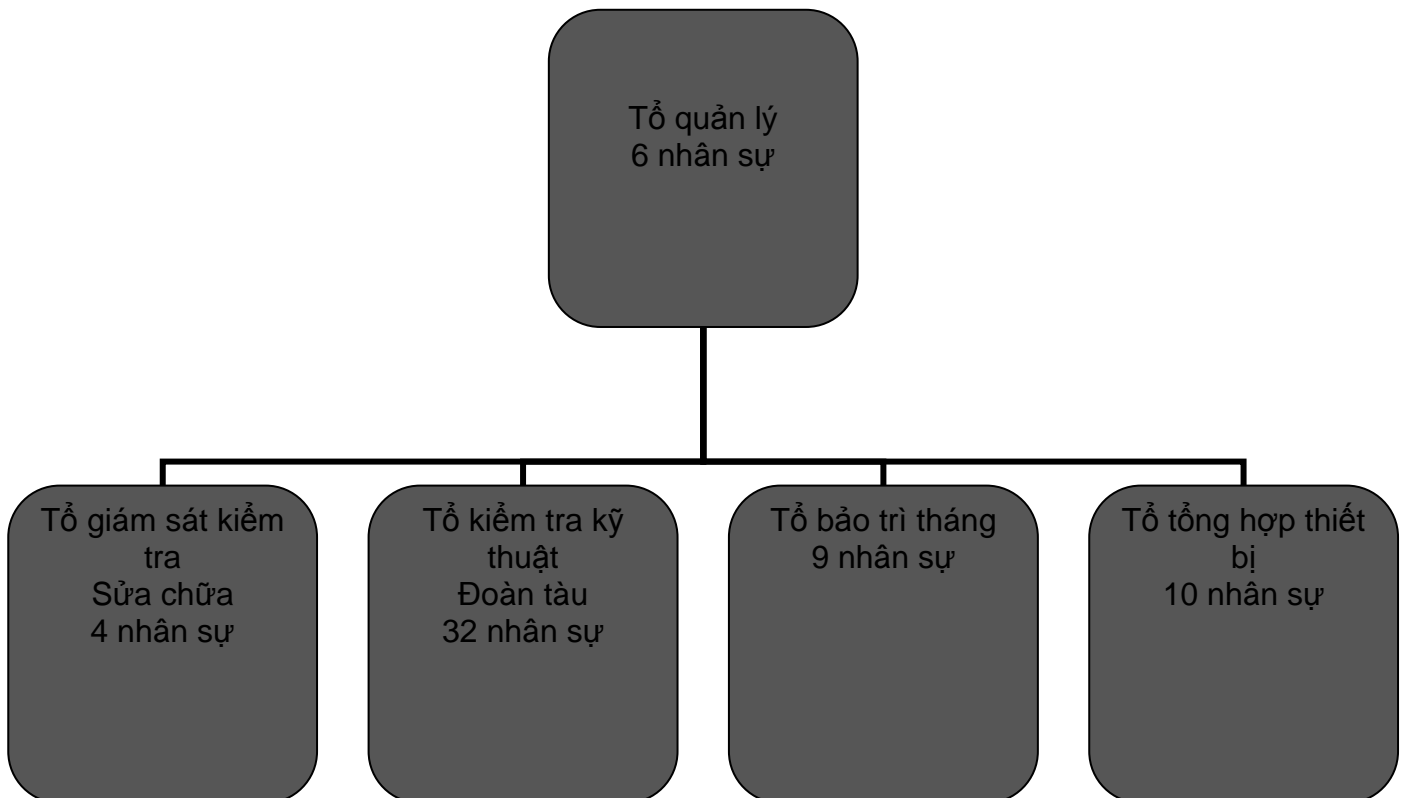 Tổ quản lý
6 nhân sự
Tổ giám sát kiểm
tra
Sửa chữa
4 nhân sự
Tổ kiểm tra kỹ
thuật
Đoàn tàu
32 nhân sự
Tổ bảo trì tháng
9 nhân sự
Tổ tổng hợp thiết
bị
10 nhân sự